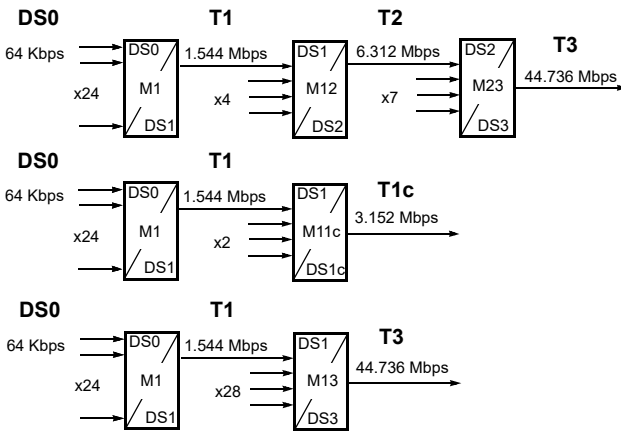 DS0 T1 T2
T3
64 Kbps DS0 1.544 Mbps DS1 6.312 Mbps DS2
44.736 Mbps
x24 M1 x4 M12 x7 M23
DS1 DS2 DS3
DS0 T1 T1c
64 Kbps DS0 1.544 Mbps DS1 3.152 Mbps
x24 M1 x2 M11c
DS1 DS1c
DS0 T1 T3
64 Kbps DS0 1.544 Mbps DS1 44.736 Mbps
x24 M1 x28 M13
DS1 DS3